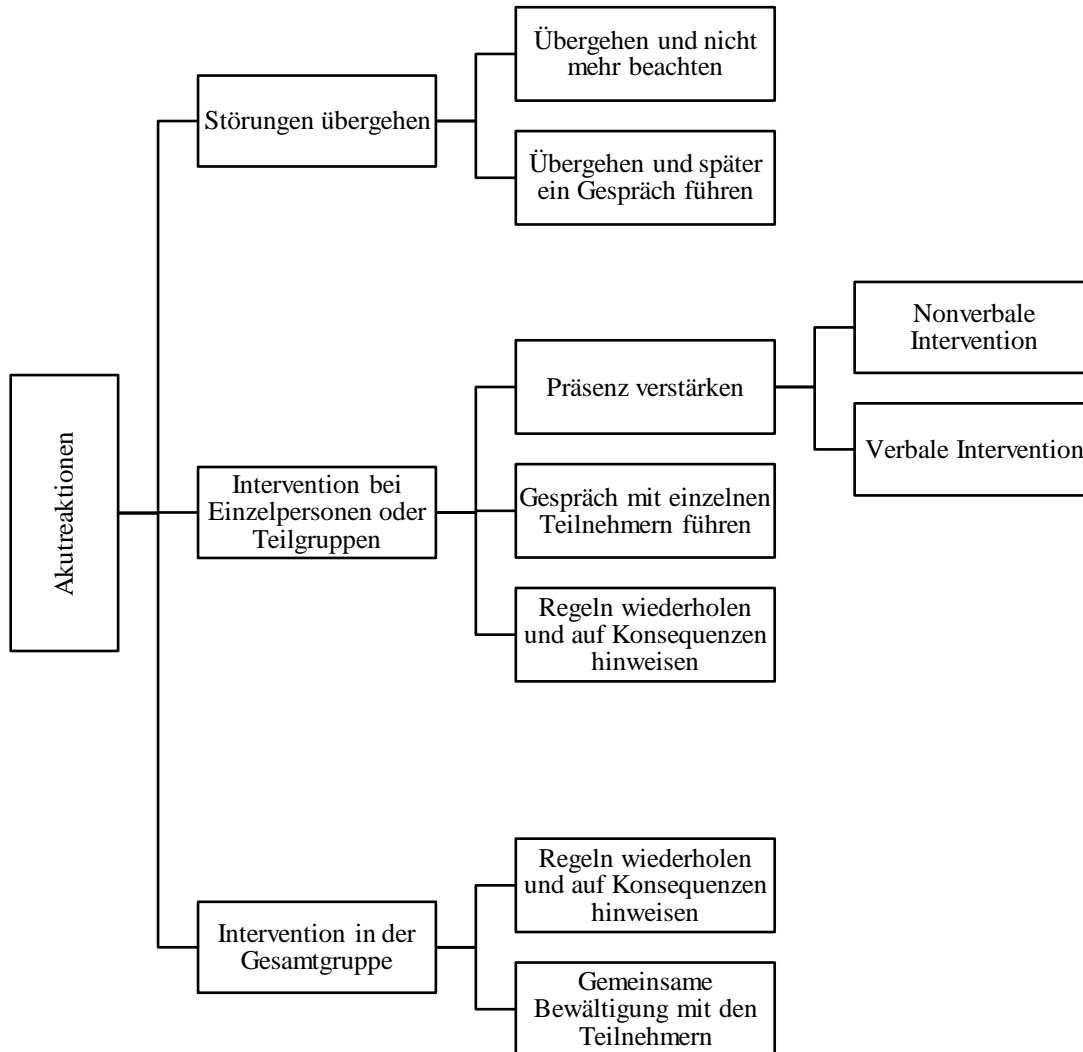 Akutreaktionen
Störungen übergehen
Übergehen und nicht
mehr beachten
Übergehen und später
ein Gespräch führen
Intervention bei
Einzelpersonen oder
Teilgruppen
Präsenz verstärken
Nonverbale
Intervention
Verbale Intervention
Gespräch mit einzelnen
Teilnehmern führen
Regeln wiederholen
und auf Konsequenzen
hinweisen
Intervention in der
Gesamtgruppe
Regeln wiederholen
und auf Konsequenzen
hinweisen
Gemeinsame
Bewältigung mit den
Teilnehmern